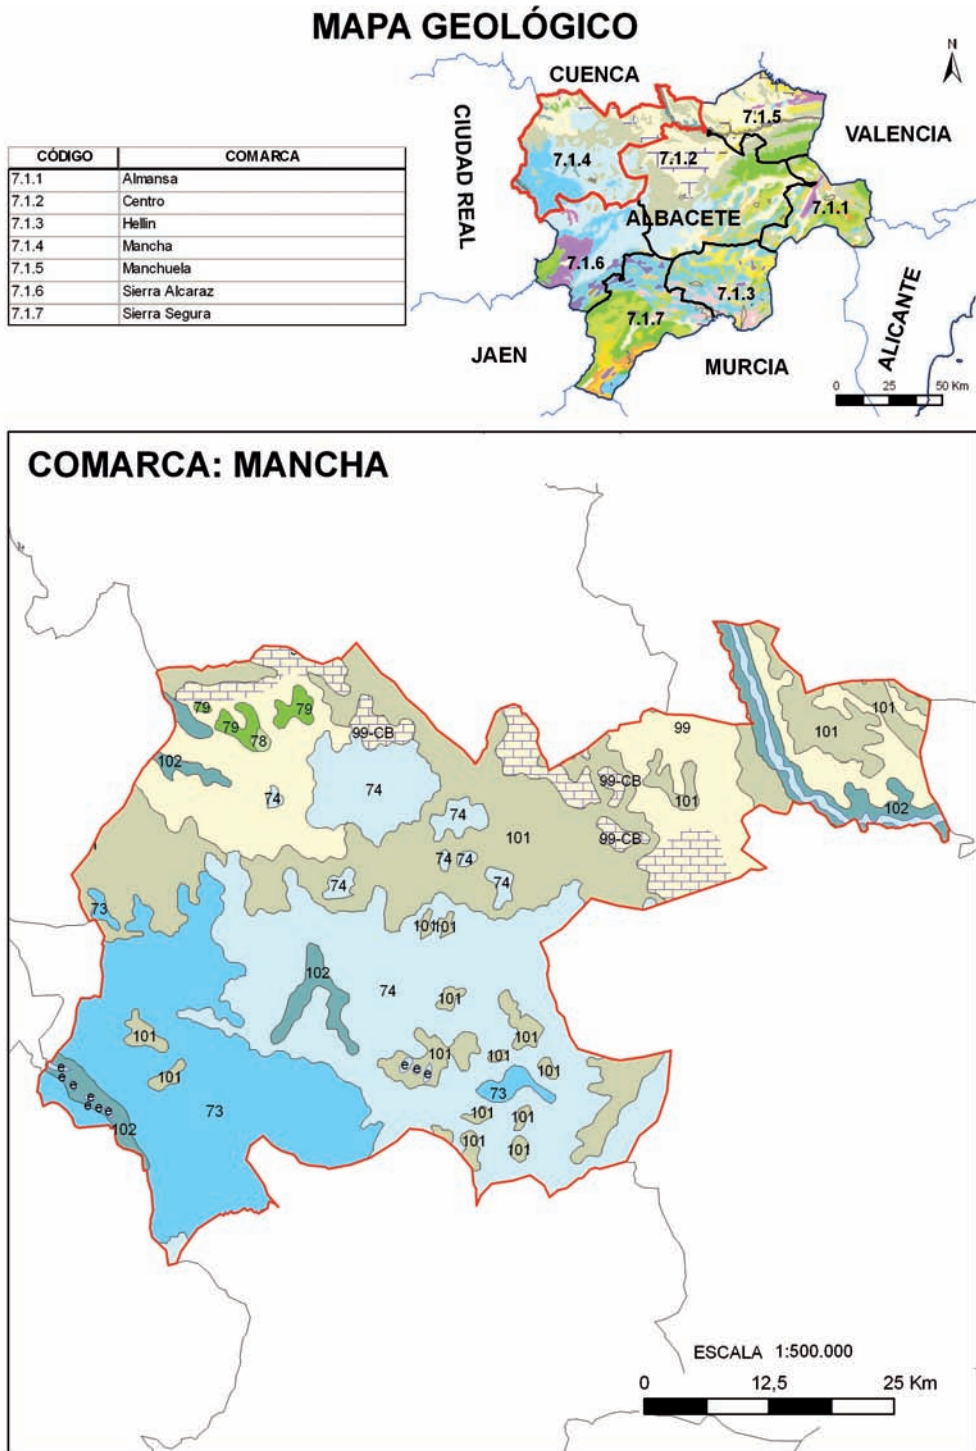 MAPA GEOLÓGICO
CÓDIGO COMARCA
7.1.1 Almansa
7.1.2 Centro
7.1.3 Hellin
7.1.4 Mancha
7.1.5 Manchuela
7.1.6 Sierra Alcaraz
7.1.7 Sierra Segura
N
CUENCA
CIUDAD REAL
VALENCIA
7.1.5
7.1.4
7.1.2
7.1.1
ALBACETE
7.1.6
7.1.3
7.1.7
JAEN
MURCIA
ALICANTE
0 25 50 Km
COMARCA: MANCHA
79
79
79
78
99-CB
99
101
101
102
74
74
99-CB
101
102
74
101
99-CB
74
74
74
74
73
101
101
102
74
101
101
101
101
101
101
e
e
e
e
e
e
e
e
e
e
101
73
73
101
101
102
101
101
ESCALA 1:500.000
0 12,5 25 Km